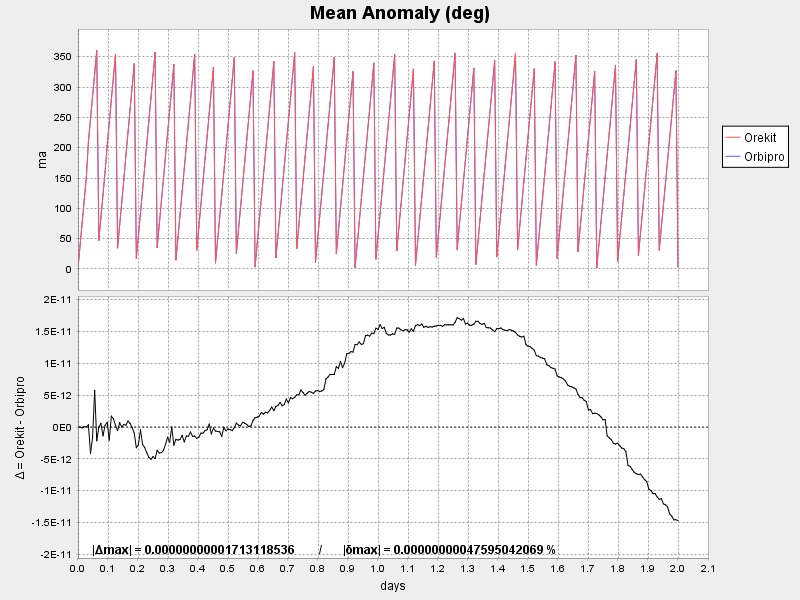 Mean Anomaly (deg)
350
300
250
200
150
100
50
0
ma
Orekit
Orbipro
2E-11
1.5E-11
1E-11
5E-12
0E0
-5E-12
-1E-11
-1.5E-11
-2E-11
Δ = Orekit - Orbipro
|Δmax| = 0.00000000001713118536 / |δmax| = 0.00000000047595042069 %
0.0 0.1 0.2 0.3 0.4 0.5 0.6 0.7 0.8 0.9 1.0 1.1 1.2 1.3 1.4 1.5 1.6 1.7 1.8 1.9 2.0 2.1
days